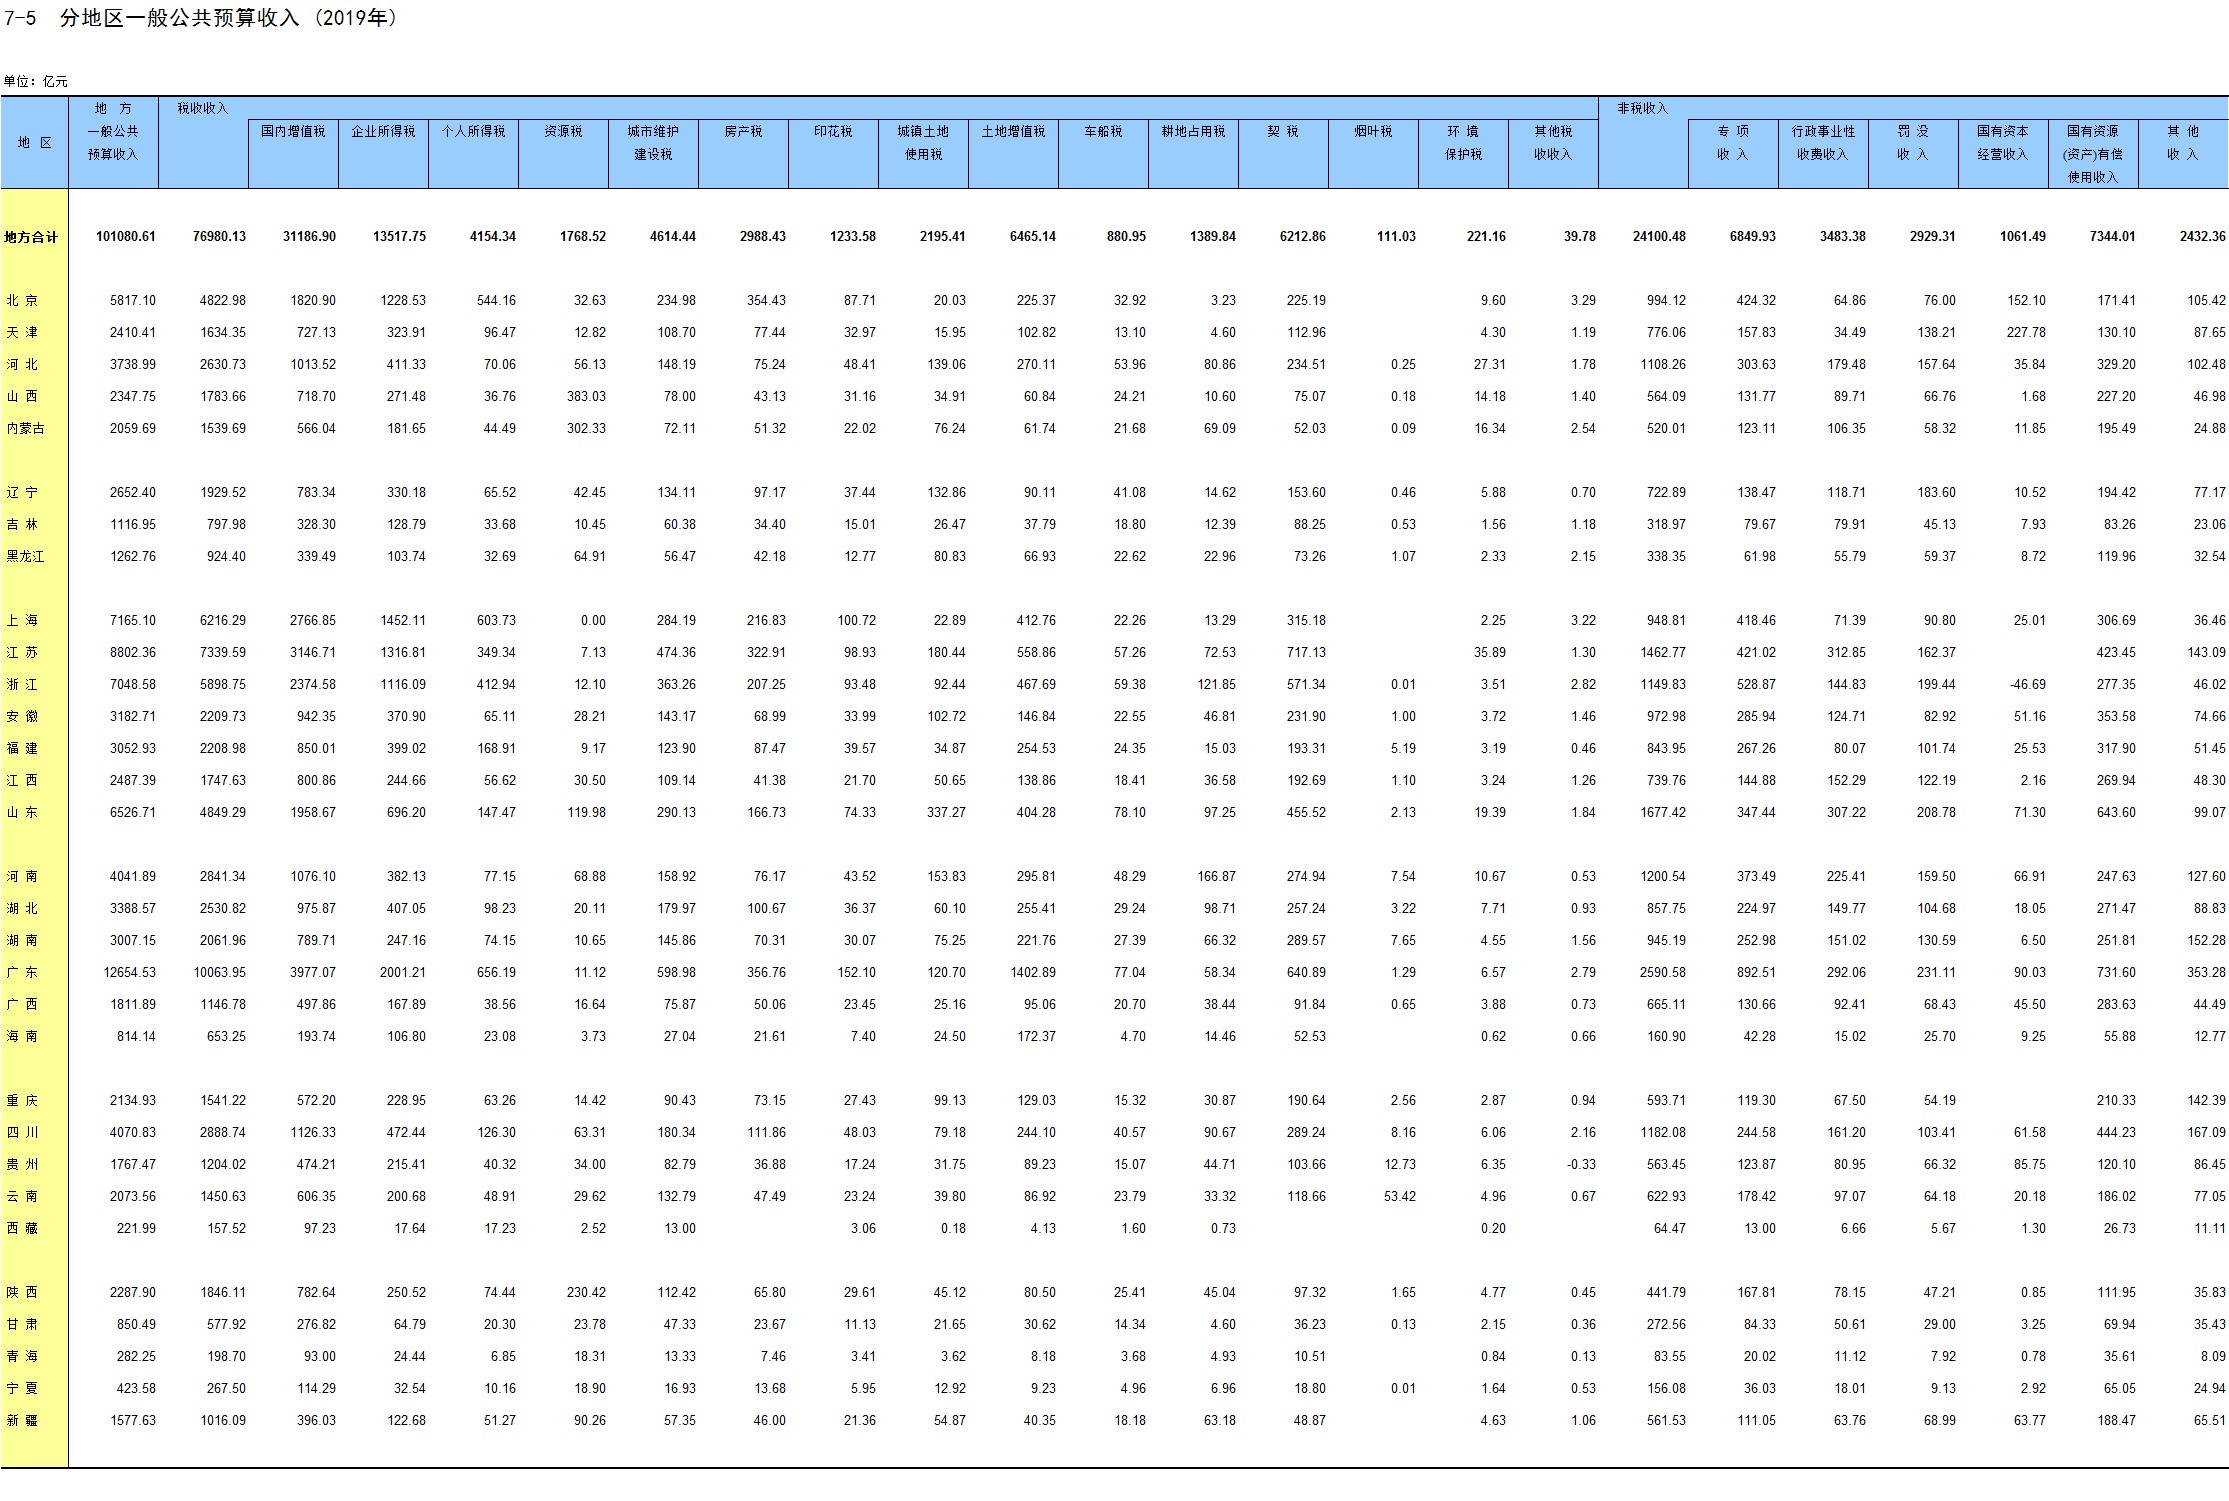 7-5 分地区一般公共预算收入 (2019年)
单位：亿元
地 方 税收收入 非税收入
国内增值税 企业所得税 个人所得税 资源税 城市维护 房产税 印花税 城镇土地 土地增值税 车船税 耕地占用税 契 税 烟叶税 环 境 其他税 专 项 行政事业性 罚 没 国有资本 国有资源 其 他
地 区 一般公共 建设税 使用税 保护税 收收入 收 入 收费收入 收 入 经营收入 (资产)有偿 收 入
预算收入 使用收入
地方合计 101080.61 76980.13 31186.90 13517.75 4154.34 1768.52 4614.44 2988.43 1233.58 2195.41 6465.14 880.95 1389.84 6212.86 111.03 221.16 39.78 24100.48 6849.93 3483.38 2929.31 1061.49 7344.01 2432.36
北 京 5817.10 4822.98 1820.90 1228.53 544.16 32.63 234.98 354.43 87.71 20.03 225.37 32.92 3.23 225.19 9.60 3.29 994.12 424.32 64.86 76.00 152.10 171.41 105.42
天 津 2410.41 1634.35 727.13 323.91 96.47 12.82 108.70 77.44 32.97 15.95 102.82 13.10 4.60 112.96 4.30 1.19 776.06 157.83 34.49 138.21 227.78 130.10 87.65
河 北 3738.99 2630.73 1013.52 411.33 70.06 56.13 148.19 75.24 48.41 139.06 270.11 53.96 80.86 234.51 0.25 27.31 1.78 1108.26 303.63 179.48 157.64 35.84 329.20 102.48
山 西 2347.75 1783.66 718.70 271.48 36.76 383.03 78.00 43.13 31.16 34.91 60.84 24.21 10.60 75.07 0.18 14.18 1.40 564.09 131.77 89.71 66.76 1.68 227.20 46.98
内蒙古 2059.69 1539.69 566.04 181.65 44.49 302.33 72.11 51.32 22.02 76.24 61.74 21.68 69.09 52.03 0.09 16.34 2.54 520.01 123.11 106.35 58.32 11.85 195.49 24.88
辽 宁 2652.40 1929.52 783.34 330.18 65.52 42.45 134.11 97.17 37.44 132.86 90.11 41.08 14.62 153.60 0.46 5.88 0.70 722.89 138.47 118.71 183.60 10.52 194.42 77.17
吉 林 1116.95 797.98 328.30 128.79 33.68 10.45 60.38 34.40 15.01 26.47 37.79 18.80 12.39 88.25 0.53 1.56 1.18 318.97 79.67 79.91 45.13 7.93 83.26 23.06
黑龙江 1262.76 924.40 339.49 103.74 32.69 64.91 56.47 42.18 12.77 80.83 66.93 22.62 22.96 73.26 1.07 2.33 2.15 338.35 61.98 55.79 59.37 8.72 119.96 32.54
上 海 7165.10 6216.29 2766.85 1452.11 603.73 0.00 284.19 216.83 100.72 22.89 412.76 22.26 13.29 315.18 2.25 3.22 948.81 418.46 71.39 90.80 25.01 306.69 36.46
江 苏 8802.36 7339.59 3146.71 1316.81 349.34 7.13 474.36 322.91 98.93 180.44 558.86 57.26 72.53 717.13 35.89 1.30 1462.77 421.02 312.85 162.37 423.45 143.09
浙 江 7048.58 5898.75 2374.58 1116.09 412.94 12.10 363.26 207.25 93.48 92.44 467.69 59.38 121.85 571.34 0.01 3.51 2.82 1149.83 528.87 144.83 199.44 -46.69 277.35 46.02
安 徽 3182.71 2209.73 942.35 370.90 65.11 28.21 143.17 68.99 33.99 102.72 146.84 22.55 46.81 231.90 1.00 3.72 1.46 972.98 285.94 124.71 82.92 51.16 353.58 74.66
福 建 3052.93 2208.98 850.01 399.02 168.91 9.17 123.90 87.47 39.57 34.87 254.53 24.35 15.03 193.31 5.19 3.19 0.46 843.95 267.26 80.07 101.74 25.53 317.90 51.45
江 西 2487.39 1747.63 800.86 244.66 56.62 30.50 109.14 41.38 21.70 50.65 138.86 18.41 36.58 192.69 1.10 3.24 1.26 739.76 144.88 152.29 122.19 2.16 269.94 48.30
山 东 6526.71 4849.29 1958.67 696.20 147.47 119.98 290.13 166.73 74.33 337.27 404.28 78.10 97.25 455.52 2.13 19.39 1.84 1677.42 347.44 307.22 208.78 71.30 643.60 99.07
河 南 4041.89 2841.34 1076.10 382.13 77.15 68.88 158.92 76.17 43.52 153.83 295.81 48.29 166.87 274.94 7.54 10.67 0.53 1200.54 373.49 225.41 159.50 66.91 247.63 127.60
湖 北 3388.57 2530.82 975.87 407.05 98.23 20.11 179.97 100.67 36.37 60.10 255.41 29.24 98.71 257.24 3.22 7.71 0.93 857.75 224.97 149.77 104.68 18.05 271.47 88.83
湖 南 3007.15 2061.96 789.71 247.16 74.15 10.65 145.86 70.31 30.07 75.25 221.76 27.39 66.32 289.57 7.65 4.55 1.56 945.19 252.98 151.02 130.59 6.50 251.81 152.28
广 东 12654.53 10063.95 3977.07 2001.21 656.19 11.12 598.98 356.76 152.10 120.70 1402.89 77.04 58.34 640.89 1.29 6.57 2.79 2590.58 892.51 292.06 231.11 90.03 731.60 353.28
广 西 1811.89 1146.78 497.86 167.89 38.56 16.64 75.87 50.06 23.45 25.16 95.06 20.70 38.44 91.84 0.65 3.88 0.73 665.11 130.66 92.41 68.43 45.50 283.63 44.49
海 南 814.14 653.25 193.74 106.80 23.08 3.73 27.04 21.61 7.40 24.50 172.37 4.70 14.46 52.53 0.62 0.66 160.90 42.28 15.02 25.70 9.25 55.88 12.77
重 庆 2134.93 1541.22 572.20 228.95 63.26 14.42 90.43 73.15 27.43 99.13 129.03 15.32 30.87 190.64 2.56 2.87 0.94 593.71 119.30 67.50 54.19 210.33 142.39
四 川 4070.83 2888.74 1126.33 472.44 126.30 63.31 180.34 111.86 48.03 79.18 244.10 40.57 90.67 289.24 8.16 6.06 2.16 1182.08 244.58 161.20 103.41 61.58 444.23 167.09
贵 州 1767.47 1204.02 474.21 215.41 40.32 34.00 82.79 36.88 17.24 31.75 89.23 15.07 44.71 103.66 12.73 6.35 -0.33 563.45 123.87 80.95 66.32 85.75 120.10 86.45
云 南 2073.56 1450.63 606.35 200.68 48.91 29.62 132.79 47.49 23.24 39.80 86.92 23.79 33.32 118.66 53.42 4.96 0.67 622.93 178.42 97.07 64.18 20.18 186.02 77.05
西 藏 221.99 157.52 97.23 17.64 17.23 2.52 13.00 3.06 0.18 4.13 1.60 0.73 0.20 64.47 13.00 6.66 5.67 1.30 26.73 11.11
陕 西 2287.90 1846.11 782.64 250.52 74.44 230.42 112.42 65.80 29.61 45.12 80.50 25.41 45.04 97.32 1.65 4.77 0.45 441.79 167.81 78.15 47.21 0.85 111.95 35.83
甘 肃 850.49 577.92 276.82 64.79 20.30 23.78 47.33 23.67 11.13 21.65 30.62 14.34 4.60 36.23 0.13 2.15 0.36 272.56 84.33 50.61 29.00 3.25 69.94 35.43
青 海 282.25 198.70 93.00 24.44 6.85 18.31 13.33 7.46 3.41 3.62 8.18 3.68 4.93 10.51 0.84 0.13 83.55 20.02 11.12 7.92 0.78 35.61 8.09
宁 夏 423.58 267.50 114.29 32.54 10.16 18.90 16.93 13.68 5.95 12.92 9.23 4.96 6.96 18.80 0.01 1.64 0.53 156.08 36.03 18.01 9.13 2.92 65.05 24.94
新 疆 1577.63 1016.09 396.03 122.68 51.27 90.26 57.35 46.00 21.36 54.87 40.35 18.18 63.18 48.87 4.63 1.06 561.53 111.05 63.76 68.99 63.77 188.47 65.51